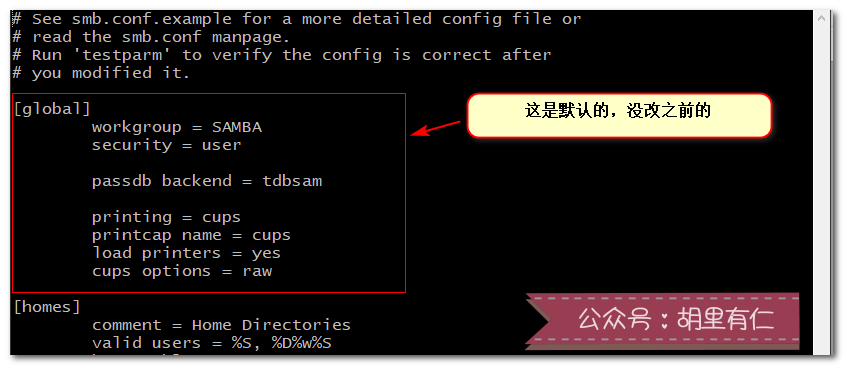 # See smb.conf.example for a more detailed config file or
# read the smb.conf manpage.
# Run 'testparm' to verify the config is correct after
# you modified it.
[global]
workgroup = SAMBA
security = user
passdb backend = tdbsam
printing = cups
printcap name = cups
load printers = yes
cups options = raw
这是默认的，没改之前的
[homes]
comment = Home Directories
valid users = %S, %D%w%S
公众号：胡里有仁